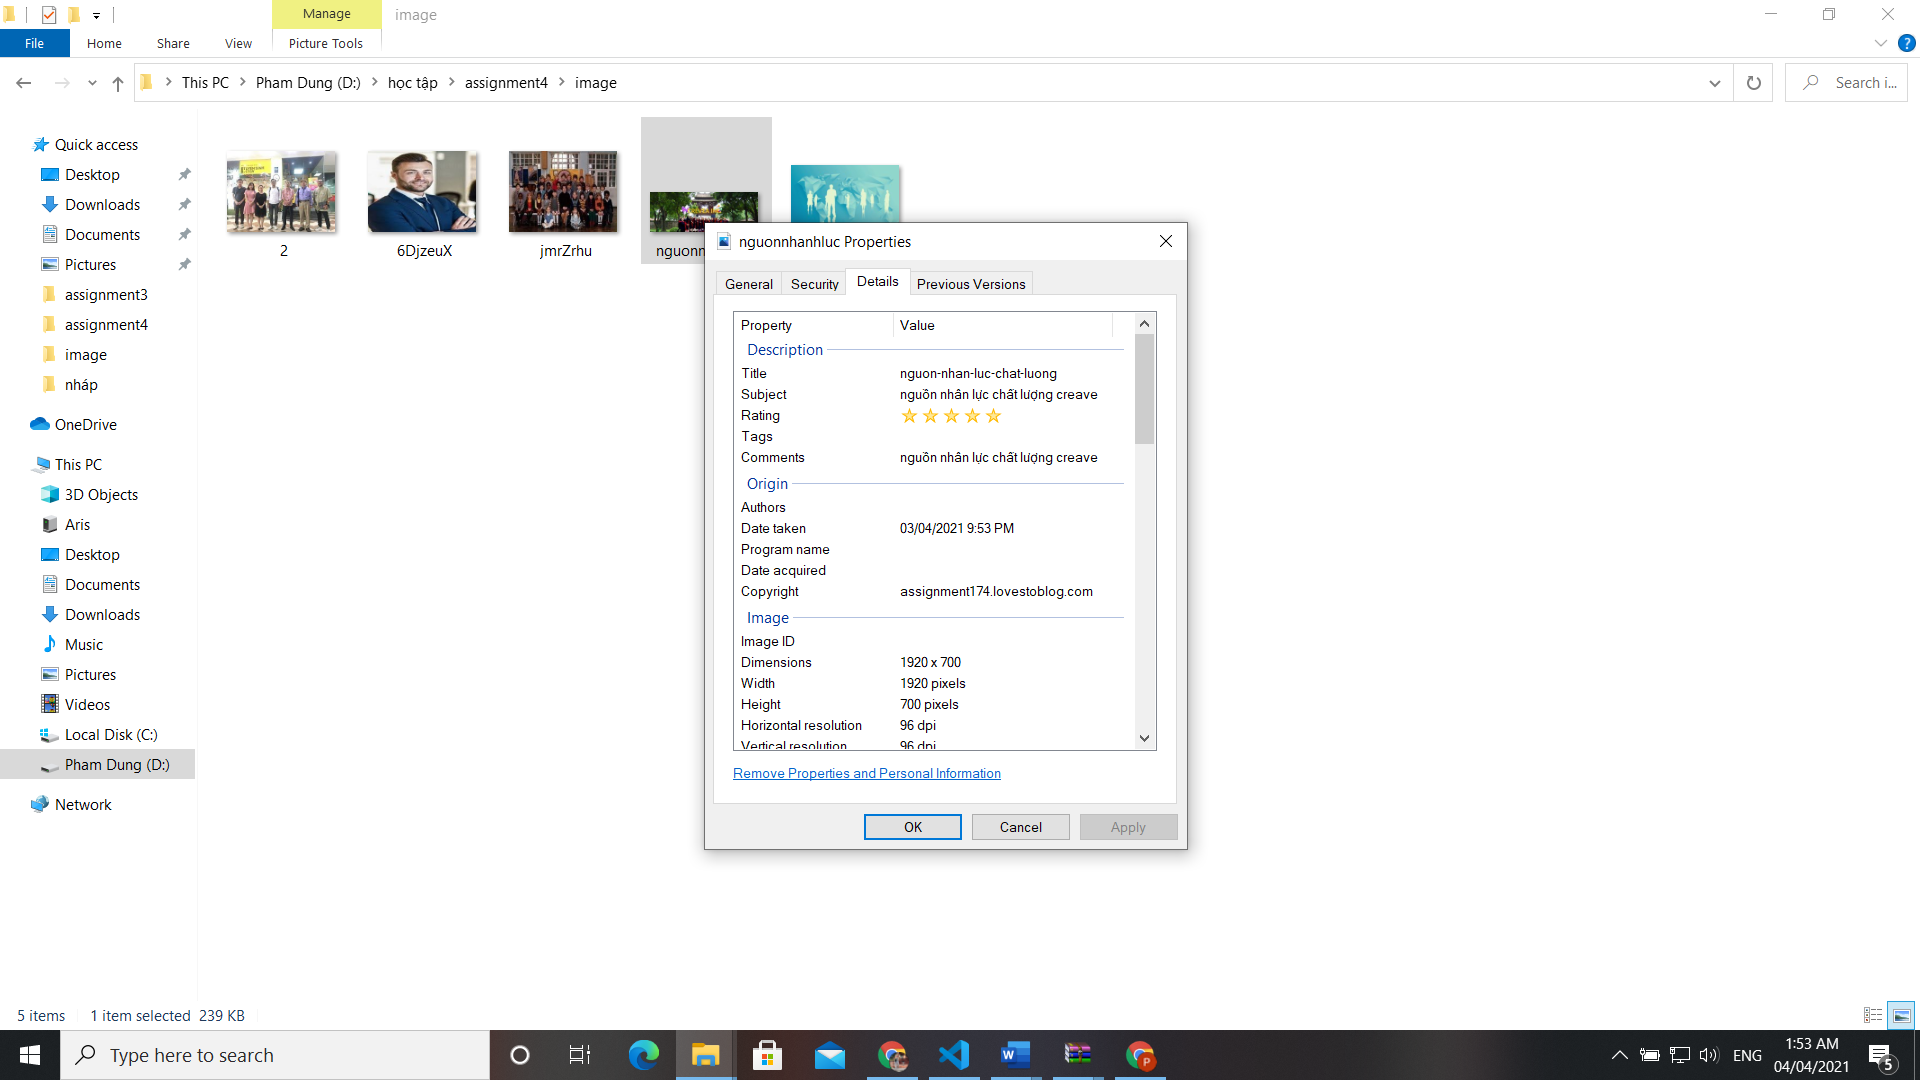 Manage
image
File
Home
Share
View
Picture Tools
This PC
Pham Dung (D:)
học tập
assignment4
image
Search i...
Quick access
Desktop
Downloads
Documents
Pictures
assignment3
assignment4
image
nháp
OneDrive
This PC
3D Objects
Aris
Desktop
Documents
Downloads
Music
Pictures
Videos
Local Disk (C:)
Pham Dung (D:)
Network
2
6DjzeuX
jmrZrhu
nguonnhanhluc Properties
General
Security
Details
Previous Versions
Property Value
Description
Title nguon-nhan-luc-chat-luong
Subject nguồn nhân lực chất lượng creave
Rating
Tags
Comments nguồn nhân lực chất lượng creave
Origin
Authors
Date taken 03/04/2021 9:53 PM
Program name
Date acquired
Copyright assignment174.lovestoblog.com
Image
Image ID
Dimensions 1920 x 700
Width 1920 pixels
Height 700 pixels
Horizontal resolution 96 dpi
Vertical resolution 96 dpi
Remove Properties and Personal Information
OK
Cancel
Apply
5 items
1 item selected 239 KB
Type here to search
ENG
1:53 AM
04/04/2021
5